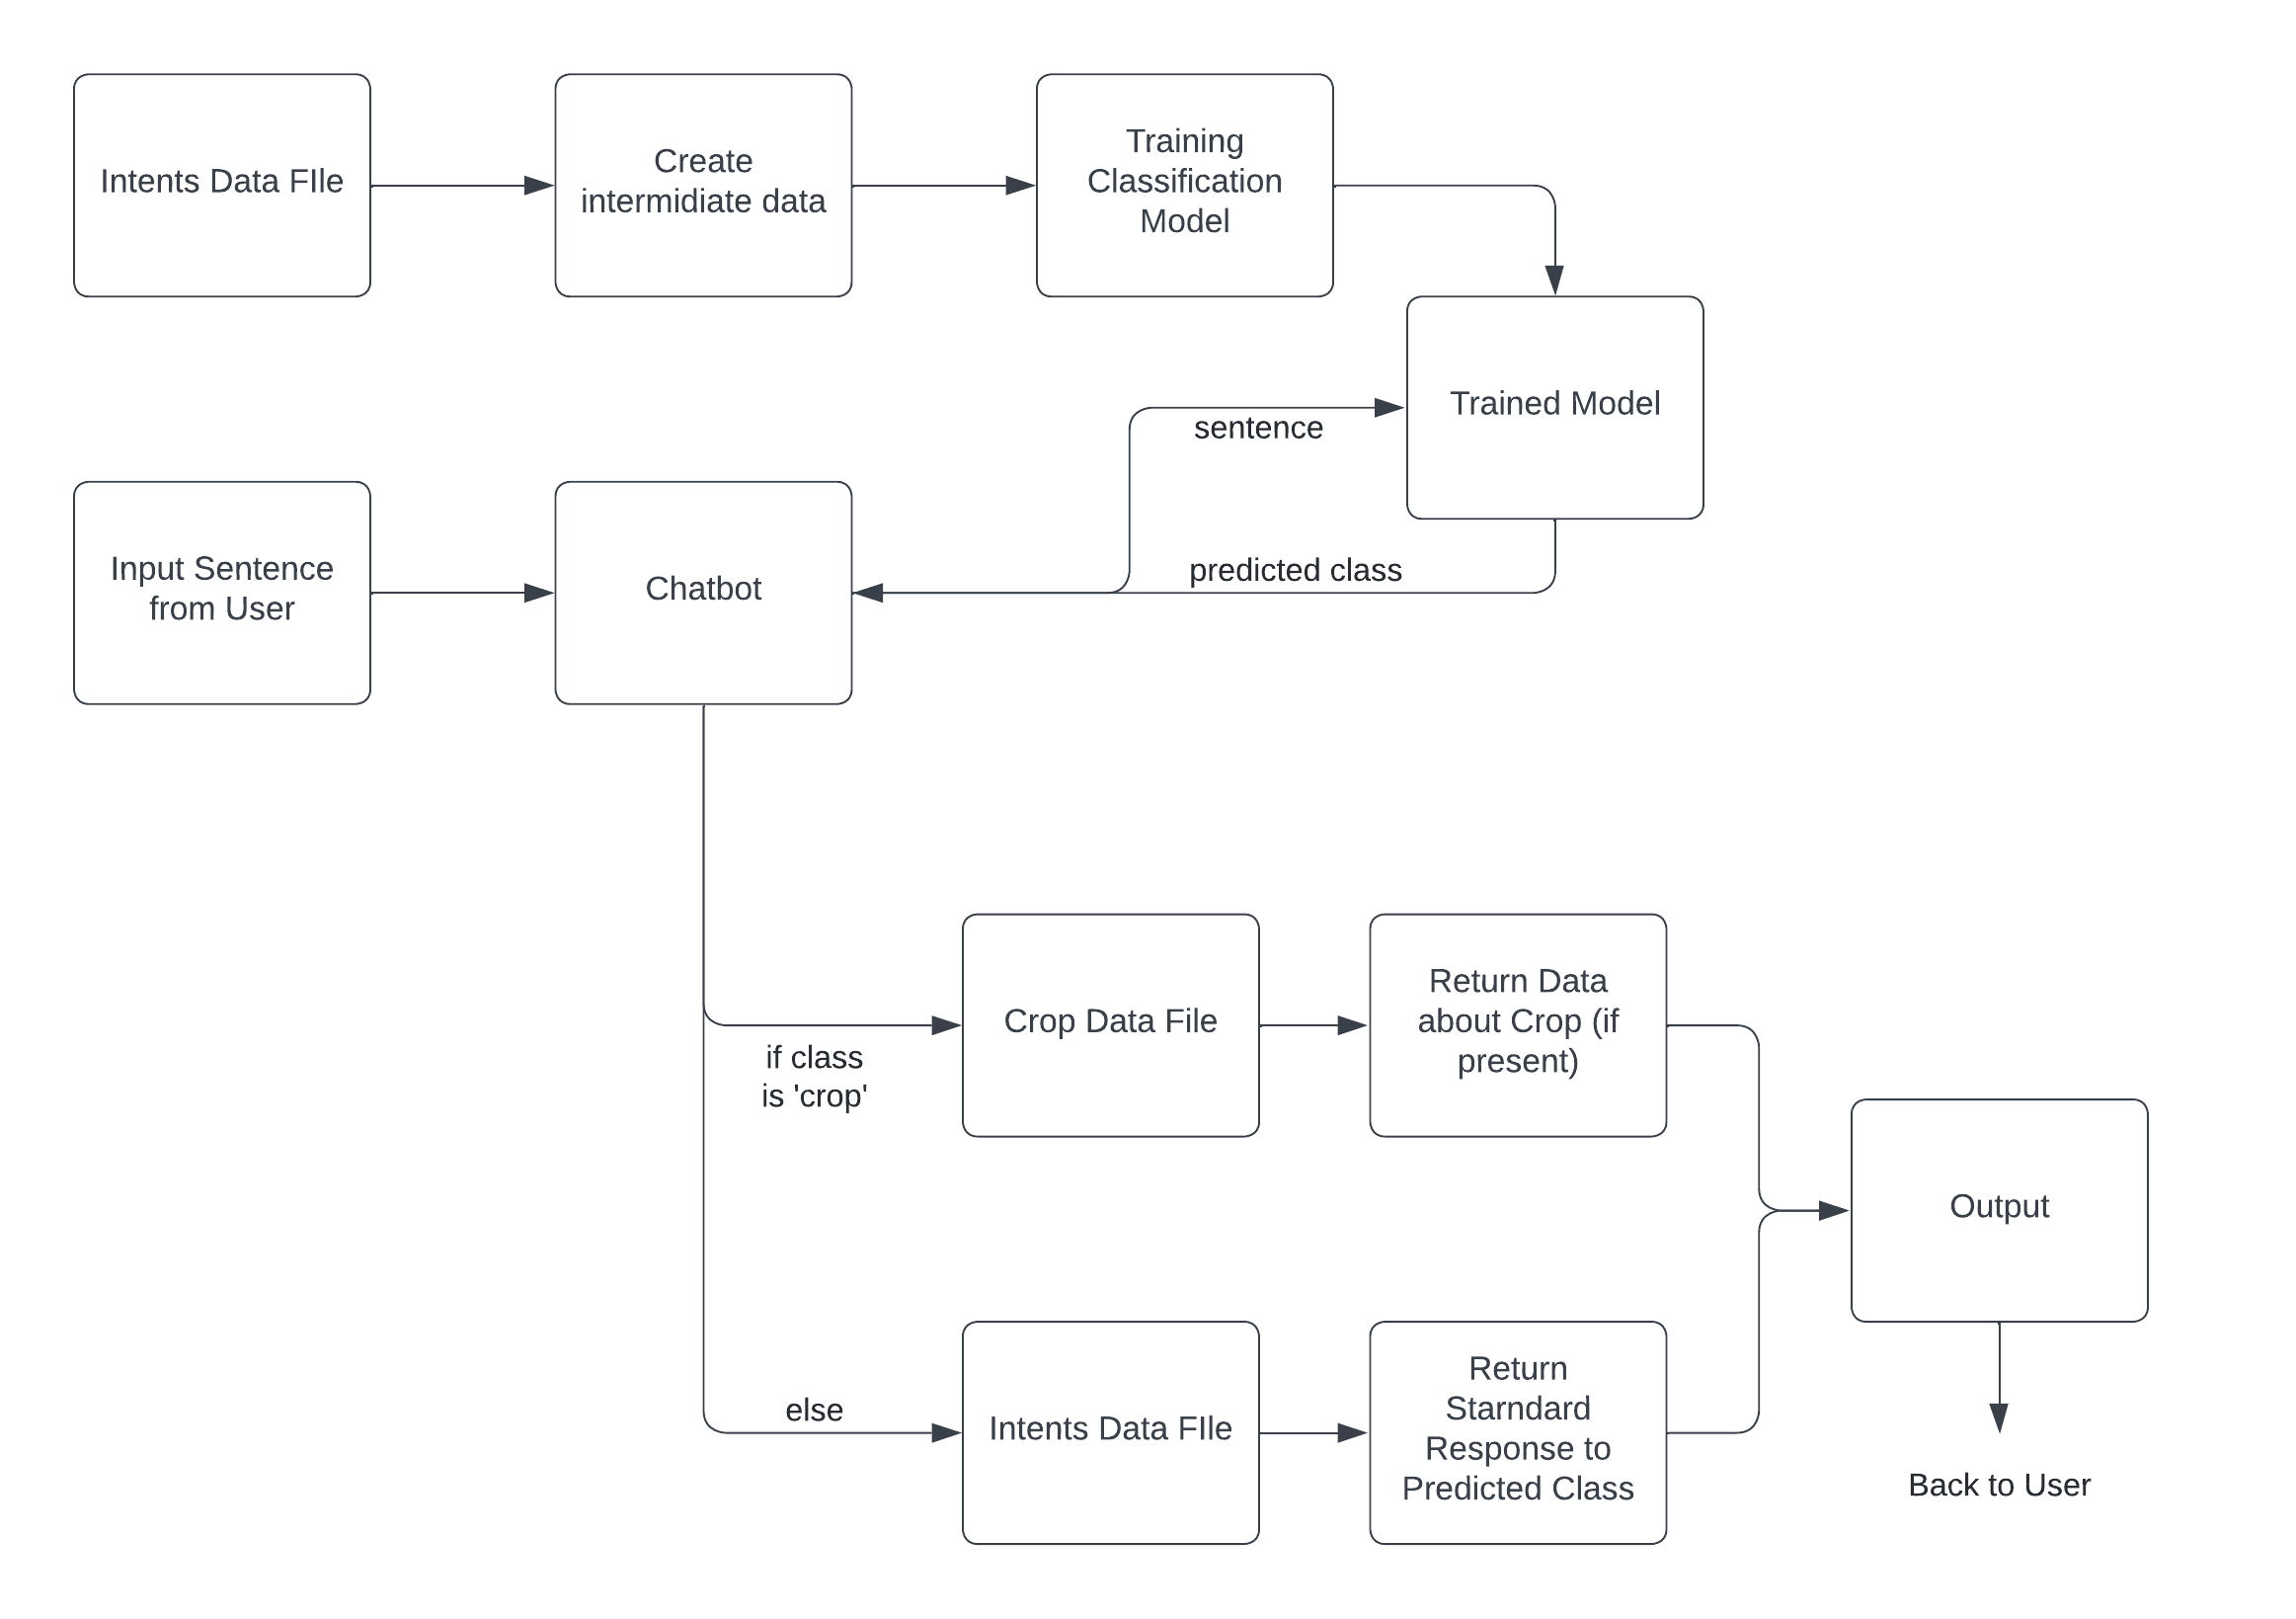 Intents Data FIle
Create
intermidiate data
Training
Classification
Model
Trained Model
sentence
Input Sentence
from User
Chatbot
predicted class
Crop Data File
Return Data
about Crop (if
present)
if class
is 'crop'
Output
else
Intents Data FIle
Return
Starndard
Response to
Predicted Class
Back to User